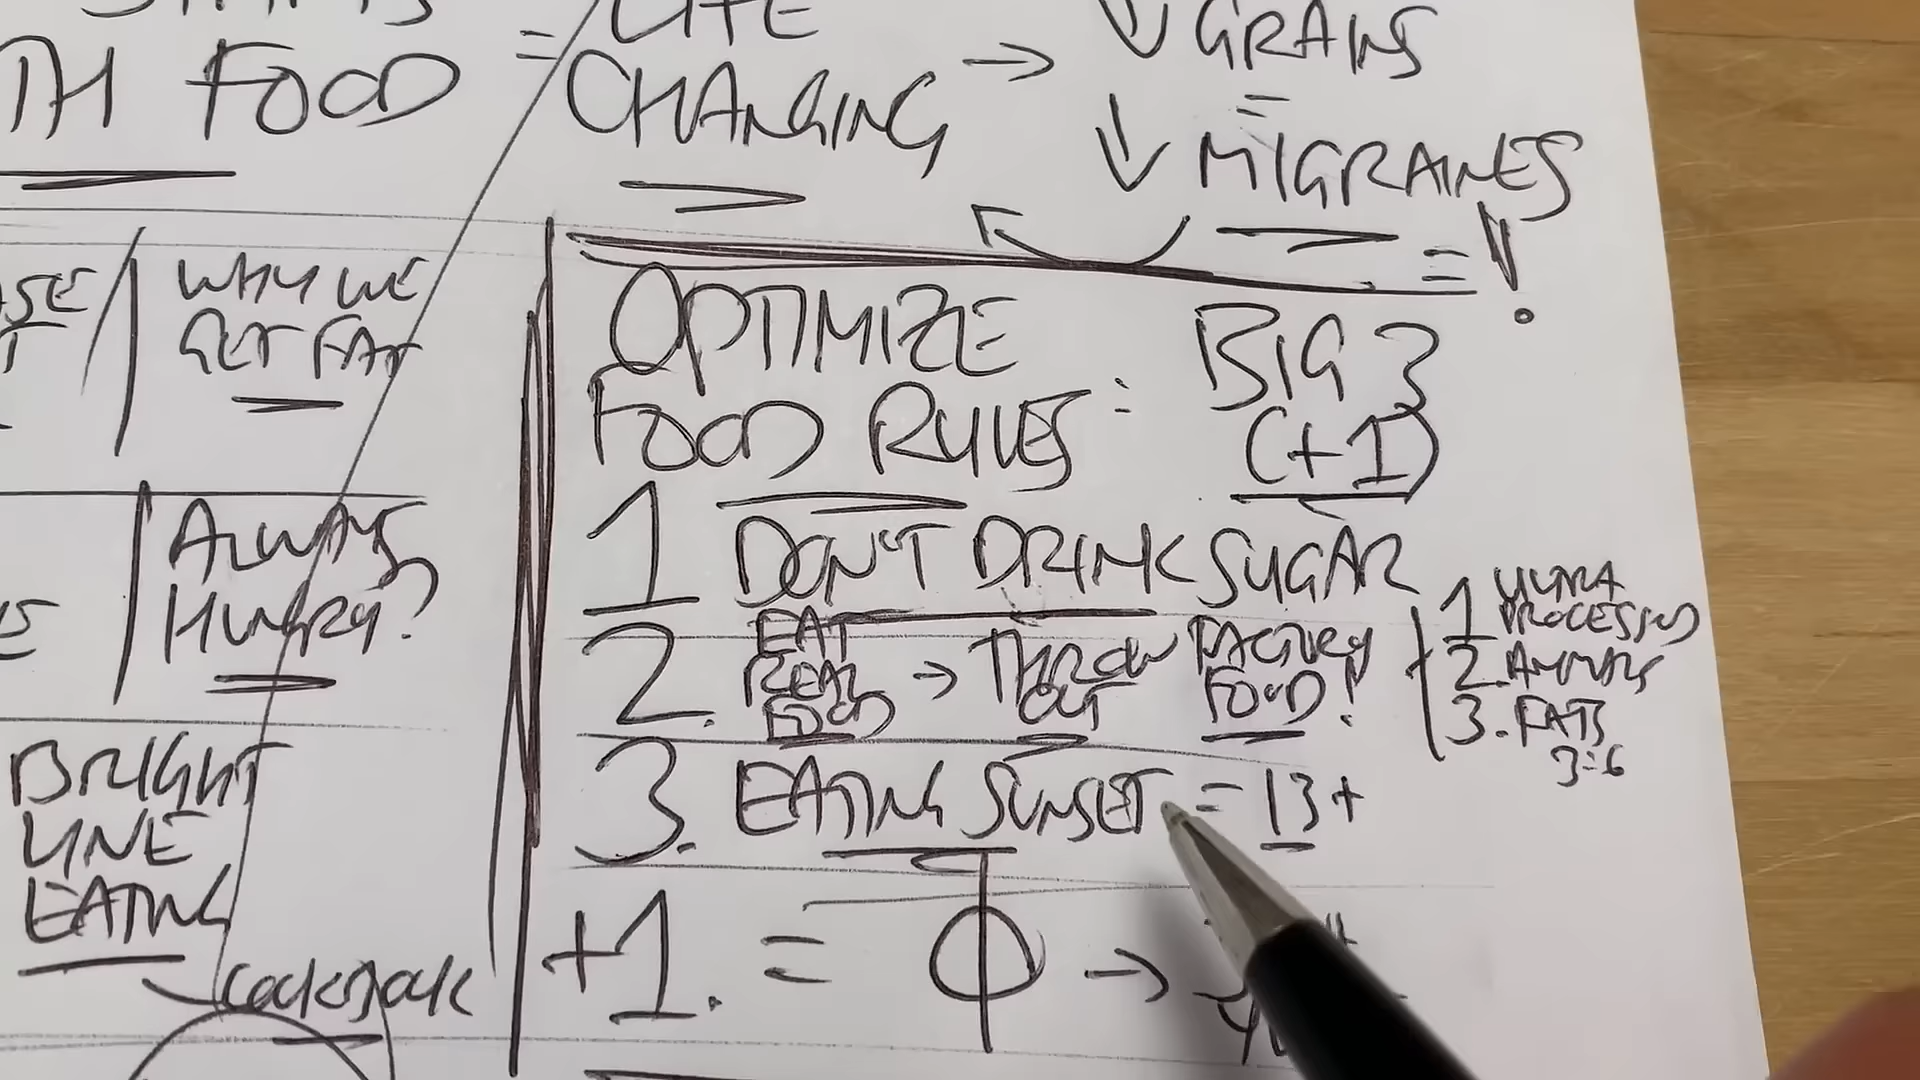 TH FOOD
= LIFE
CHANGING →
↓ GRAINS
=
↓ MIGRAINES
= !
WHY WE
GET FAT
ALWAYS
HUNGRY?
BRIGHT
LINE
EATING
OPTIMIZE
FOOD RULES:
BIG 3
(+1)
1 DON'T DRINK SUGAR
2. EAT
REAL
FOOD
→ THROW
OUT
FACTORY
FOOD!
1 ULTRA
PROCESSED
2. ANIMALS
3. FATS
3:6
3. EATING SUNSET = 13+
+1. = Φ →